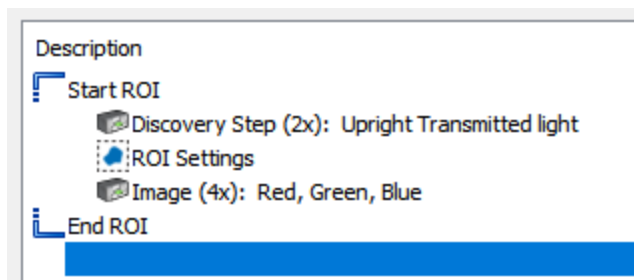 Description
Start ROI
Discovery Step (2x): Upright Transmitted light
ROI Settings
Image (4x): Red, Green, Blue
End ROI